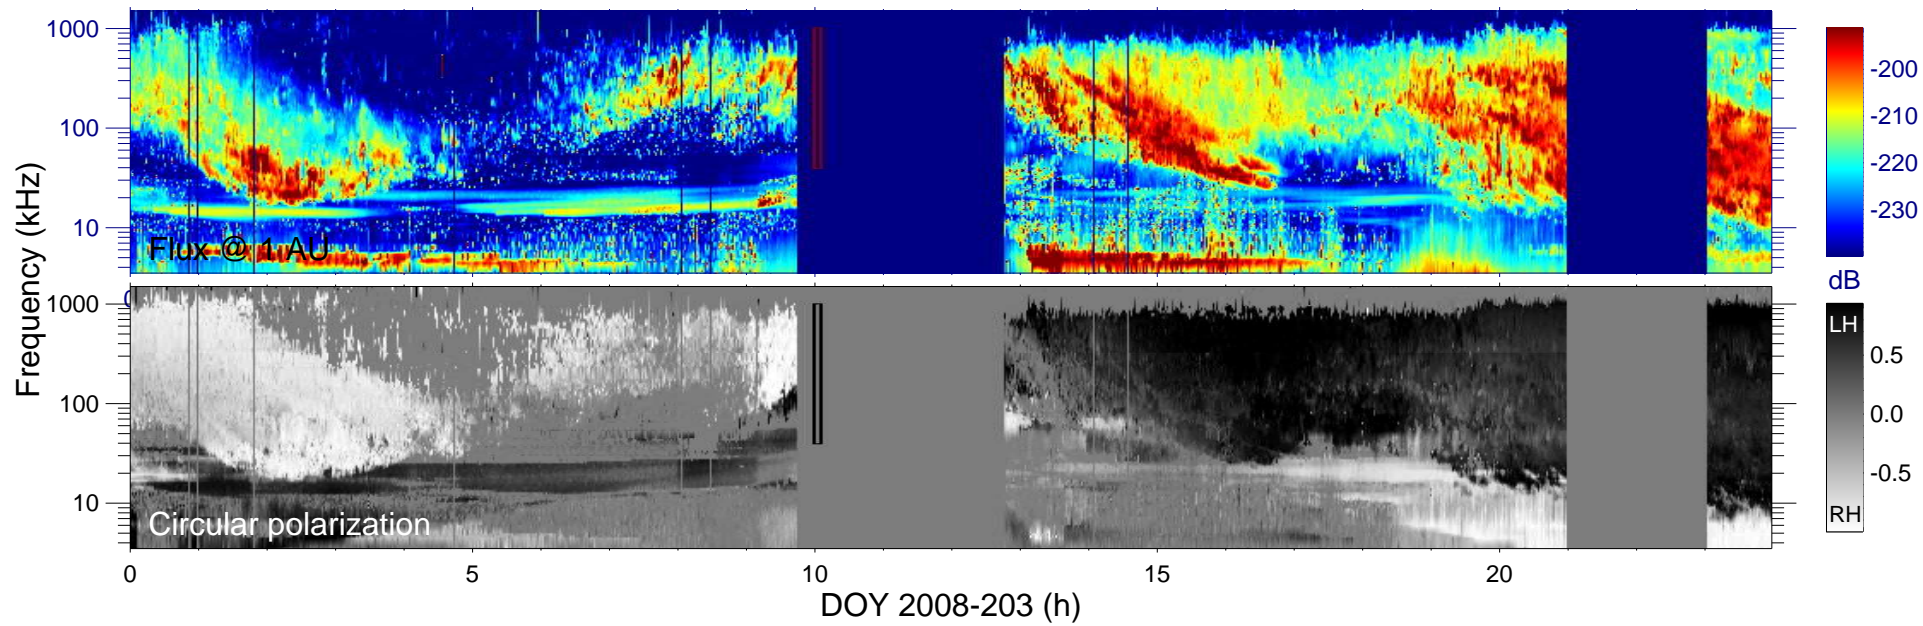 1000
100
10
Flux @ 1 AU
-200
-210
-220
-230
dB
Frequency (kHz)
1000
100
10
Circular polarization
LH
0.5
0.0
-0.5
RH
0 5 10 15 20
DOY 2008-203 (h)